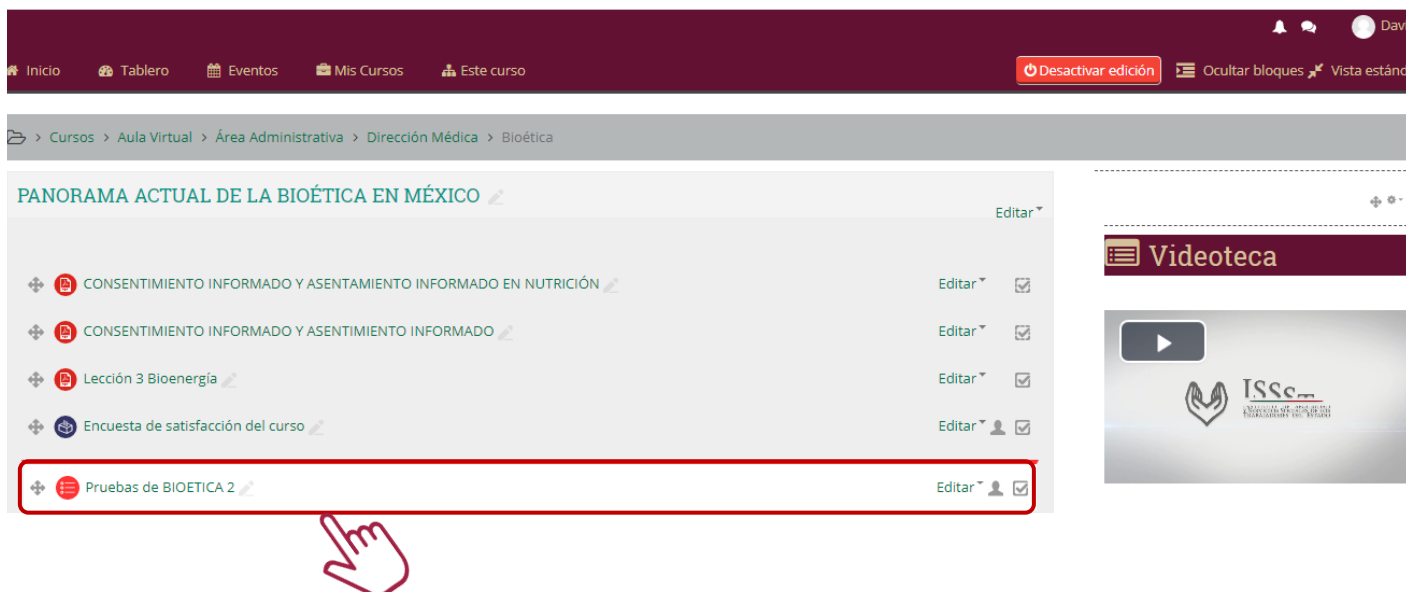 Davi
Inicio Tablero Eventos Mis Cursos Este curso Desactivar edición Ocultar bloques Vista estánd
> Cursos > Aula Virtual > Área Administrativa > Dirección Médica > Bioética
PANORAMA ACTUAL DE LA BIOÉTICA EN MÉXICO
Editar
Videoteca
CONSENTIMIENTO INFORMADO Y ASENTAMIENTO INFORMADO EN NUTRICIÓN Editar
CONSENTIMIENTO INFORMADO Y ASENTIMIENTO INFORMADO Editar
Lección 3 Bioenergía Editar
Encuesta de satisfacción del curso Editar
Pruebas de BIOETICA 2 Editar